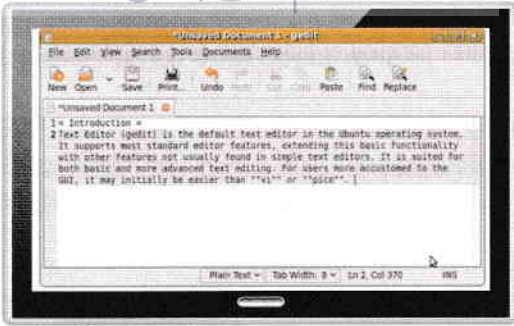 *Unsaved Document 1 - gedit
File Edit View Search Tools Documents Help
New Open Save Print... Undo Redo Cut Copy Paste Find Replace
*Unsaved Document 1
1 = Introduction =
2 Text Editor (gedit) is the default text editor in the Ubuntu operating system.
It supports most standard editor features, extending this basic functionality
with other features not usually found in simple text editors. It is suited for
both basic and more advanced text editing. For users more accustomed to the
GUI, it may initially be easier than ""vi"" or ""pico"".
Plain Text Tab Width: 8 Ln 2, Col 370 INS